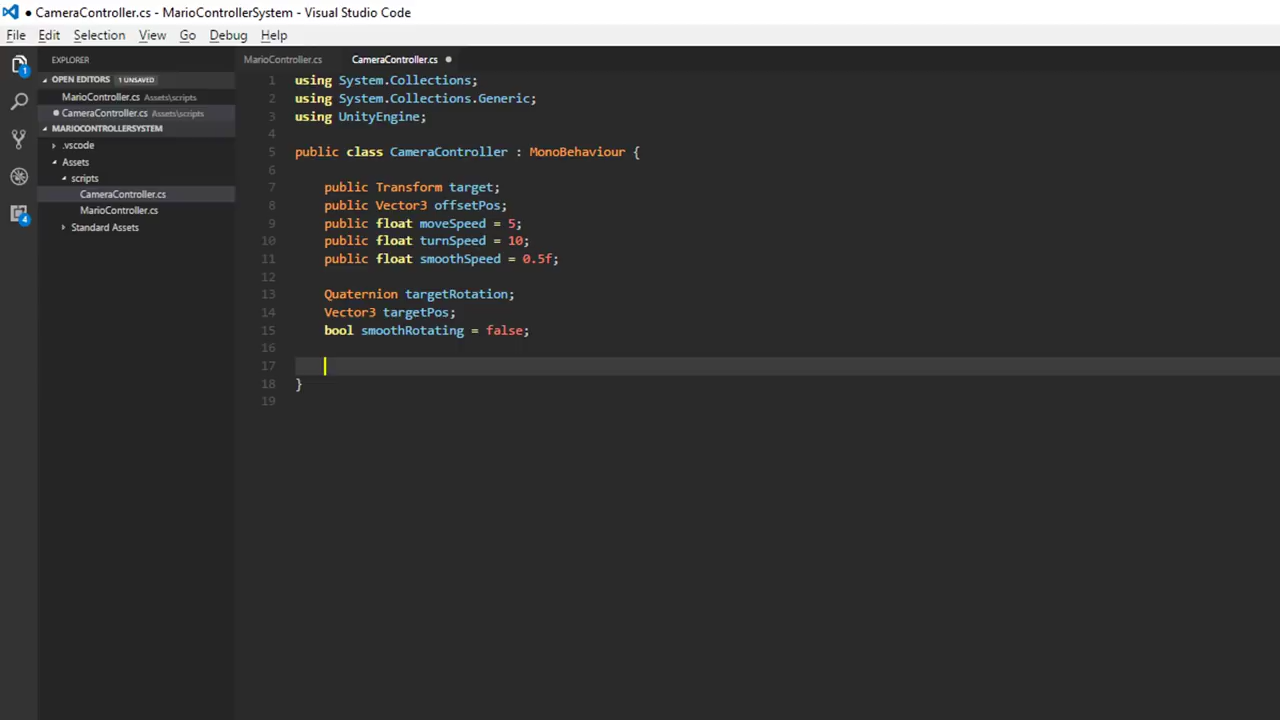 ● CameraController.cs - MarioControllerSystem - Visual Studio Code
File Edit Selection View Go Debug Help
EXPLORER
OPEN EDITORS 1 UNSAVED
MarioController.cs Assets\scripts
CameraController.cs Assets\scripts
MARIOCONTROLLERSYSTEM
.vscode
Assets
scripts
CameraController.cs
MarioController.cs
Standard Assets
1
4
MarioController.cs CameraController.cs
1 using System.Collections;
2 using System.Collections.Generic;
3 using UnityEngine;
4
5 public class CameraController : MonoBehaviour {
6
7 public Transform target;
8 public Vector3 offsetPos;
9 public float moveSpeed = 5;
10 public float turnSpeed = 10;
11 public float smoothSpeed = 0.5f;
12
13 Quaternion targetRotation;
14 Vector3 targetPos;
15 bool smoothRotating = false;
16
17
18 }
19